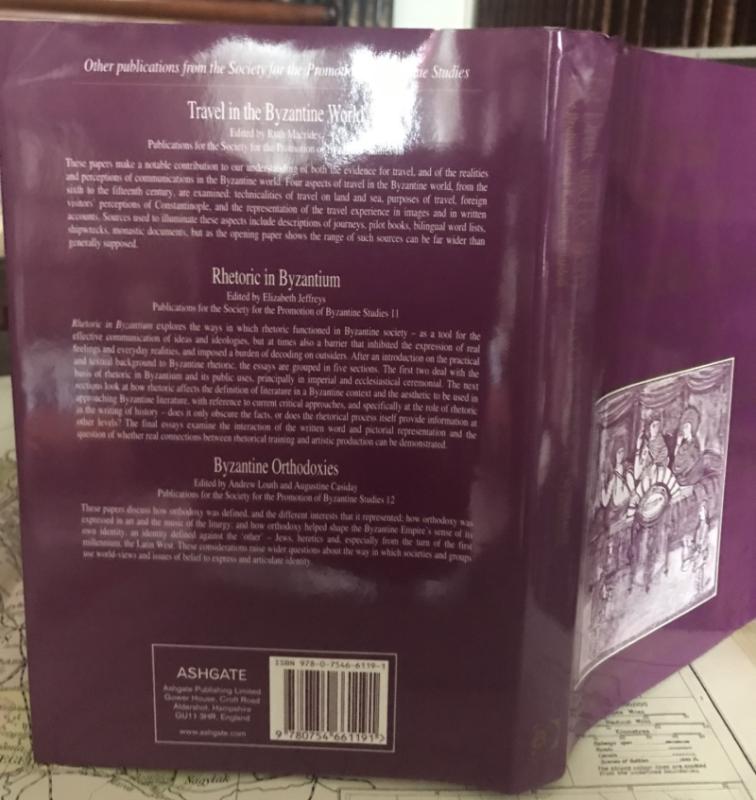 Other publications from the Society for the Promotion Studies
Travel in the Byzantine World
Edited by Ruth Macrides
Publications for the Society for the Promotion of
These papers make a notable contribution to our understanding of both the evidence for travel, and of the realities
and perceptions of communications in the Byzantine world. Four aspects of travel in the Byzantine world, from the
sixth to the fifteenth century, are examined: technicalities of travel on land and sea, purposes of travel, foreign
visitors' perceptions of Constantinople, and the representation of the travel experience in images and in written
accounts. Sources used to illuminate these aspects include descriptions of journeys, pilot books, bilingual word lists,
shipwrecks, monastic documents, but as the opening paper shows the range of such sources can be far wider than
generally supposed.
Rhetoric in Byzantium
Edited by Elizabeth Jeffreys
Publications for the Society for the Promotion of Byzantine Studies 11
Rhetoric in Byzantium explores the ways in which rhetoric functioned in Byzantine society – as a tool for the
effective communication of ideas and ideologies, but at times also a barrier that inhibited the expression of real
feelings and everyday realities, and imposed a burden of decoding on outsiders. After an introduction on the practical
and textual background to Byzantine rhetoric, the essays are grouped in five sections. The first two deal with the
basis of rhetoric in Byzantium and its public uses, principally in imperial and ecclesiastical ceremonial. The next
sections look at how rhetoric affects the definition of literature in a Byzantine context and the aesthetic to be used in
approaching Byzantine literature, with reference to current critical approaches, and specifically at the role of rhetoric
in the writing of history – does it only obscure the facts, or does the rhetorical process itself provide information at
other levels? The final essays examine the interaction of the written word and pictorial representation and the
question of whether real connections between rhetorical training and artistic production can be demonstrated.
Byzantine Orthodoxies
Edited by Andrew Louth and Augustine Casiday
Publications for the Society for the Promotion of Byzantine Studies 12
These papers discuss how orthodoxy was defined, and the different interests that it represented; how orthodoxy was
expressed in art and the music of the liturgy; and how orthodoxy helped shape the Byzantine Empire's sense of its
own identity, an identity defined against the 'other' – Jews, heretics and, especially from the turn of the first
millennium, the Latin West. These considerations raise wider questions about the way in which societies and groups
use world-views and issues of belief to express and articulate identity.
ASHGATE
Ashgate Publishing Limited
Gower House, Croft Road
Aldershot, Hampshire
GU11 3HR, England
www.ashgate.com
ISBN 978-0-7546-6119-1
9 780754 661191 >
Nagylak